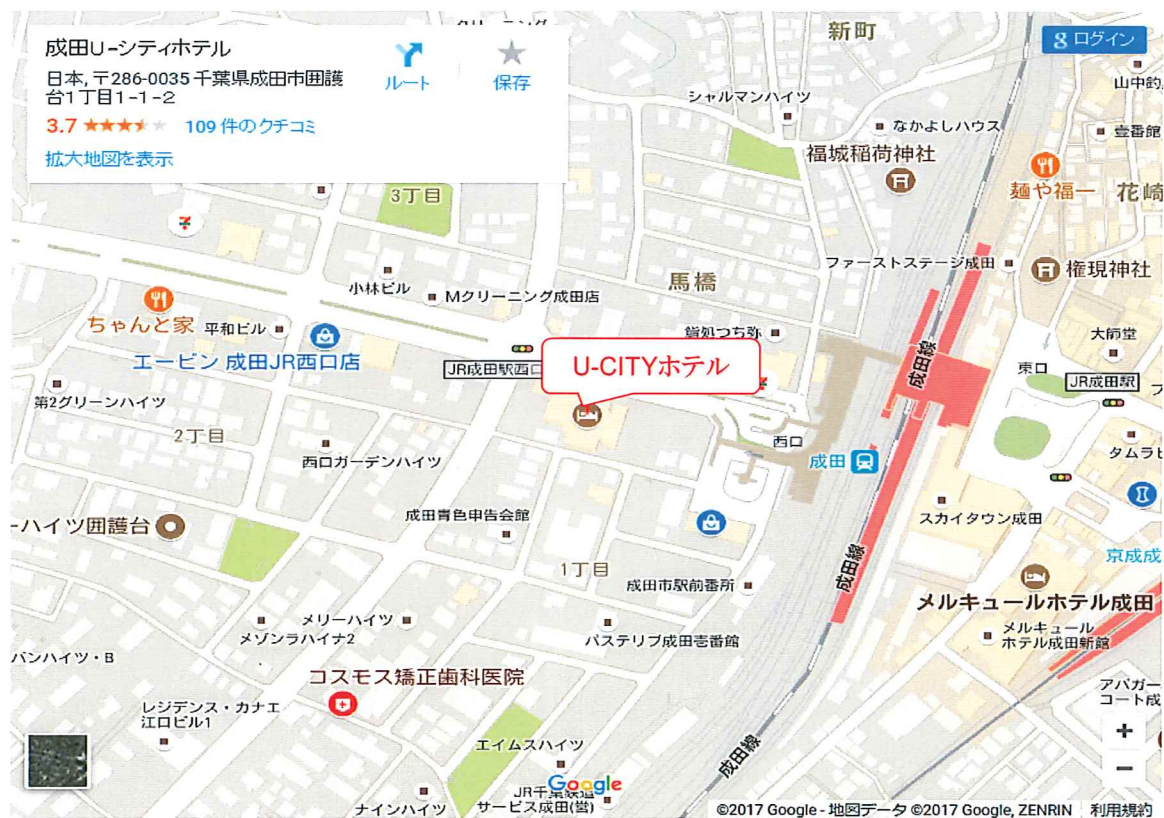 成田U-シティホテル
日本, 〒286-0035 千葉県成田市囲護
台1丁目1-1-2
3.7
109 件のクチコミ
拡大地図を表示
ルート
保存
新町
ログイン
山中釣
シャルマンハイツ
なかよしハウス
壹番館
福城稲荷神社
麺や福一
花崎
3丁目
ファーストステージ成田
権現神社
馬橋
小林ビル
Mクリーニング成田店
ちゃんと家
平和ビル
鮨処つち弥
大師堂
エービン 成田JR西口店
JR成田駅西口
U-CITYホテル
成田線
東口
JR成田駅
第2グリーンハイツ
2丁目
西口
西口ガーデンハイツ
成田
タムラビ
成田青色申告会館
スカイタウン成田
ーハイツ囲護台
京成成
1丁目
成田線
成田市駅前番所
メルキュールホテル成田
メリーハイツ
メゾンラハイナ2
パステリブ成田壱番館
メルキュール
ホテル成田新館
バンハイツ・B
コスモス矯正歯科医院
アパガー
コート成
レジデンス・カナエ
江口ビル1
エイムスハイツ
成田線
Google
JR千葉鉄道
サービス成田(営)
ナインハイツ
©2017 Google - 地図データ ©2017 Google, ZENRIN
利用規約